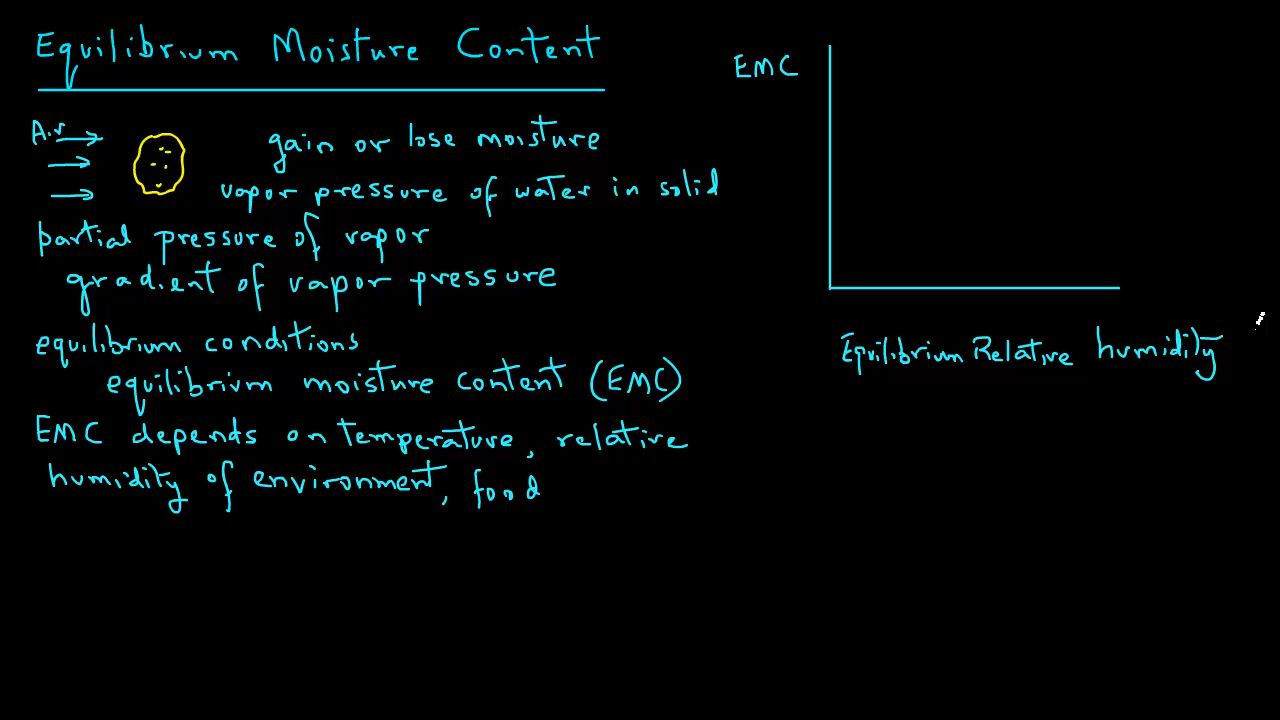 Equilibrium Moisture Content
Air
gain or lose moisture
vapor pressure of water in solid
partial pressure of vapor
gradient of vapor pressure
equilibrium conditions
equilibrium moisture content (EMC)
EMC depends on temperature, relative
humidity of environment, food
EMC
Equilibrium Relative humidity